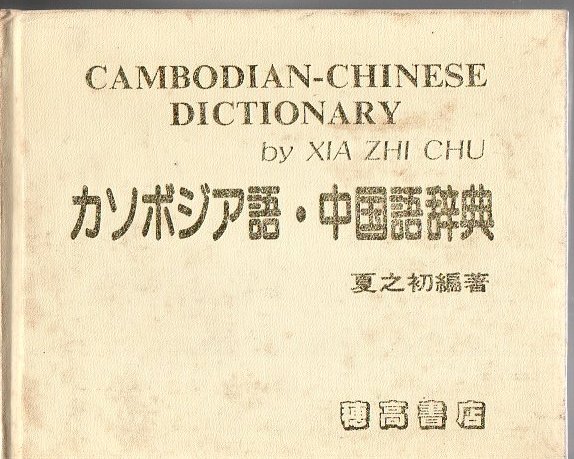 CAMBODIAN-CHINESE
DICTIONARY
by XIA ZHI CHU
カソボジア語・中国語辞典
夏之初編著
穂高書店